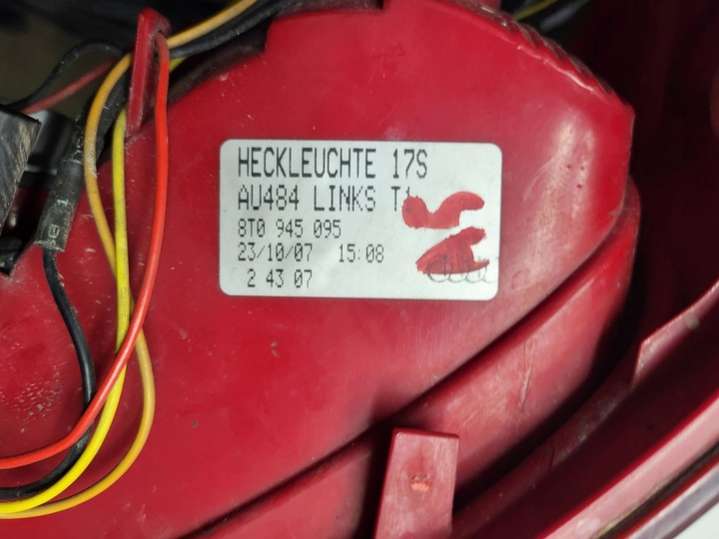 HECKLEUCHTE 17S
AU484 LINKS
8T0 945 095
23/10/07 15:08
2 43 07